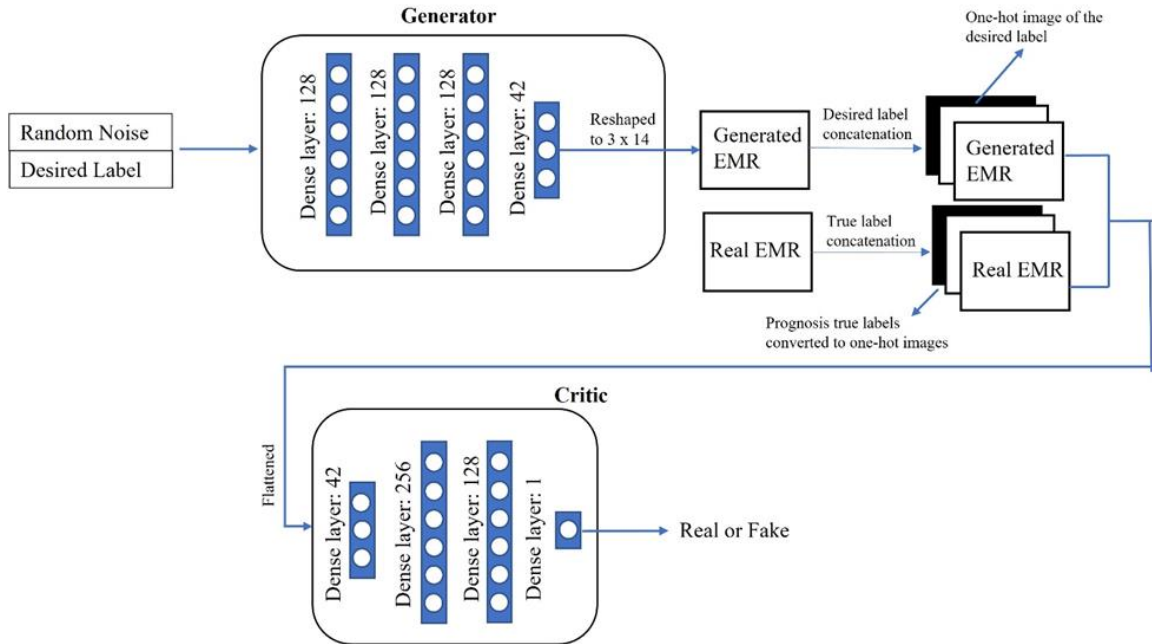 Generator
Random Noise
Desired Label
Dense layer: 128
Dense layer: 128
Dense layer: 128
Dense layer: 42
Reshaped
to 3 x 14
Generated
EMR
Desired label
concatenation
One-hot image of the
desired label
Generated
EMR
Real EMR
True label
concatenation
Real EMR
Prognosis true labels
converted to one-hot images
Critic
Flattened
Dense layer: 42
Dense layer: 256
Dense layer: 128
Dense layer: 1
Real or Fake